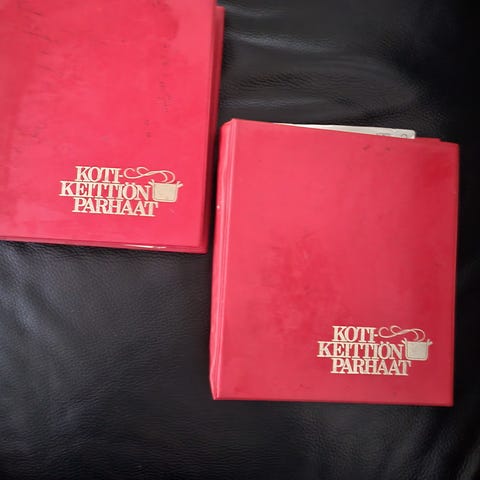 KOTI-
KEITTIÖN
PARHAAT
KOTI-
KEITTIÖN
PARHAAT